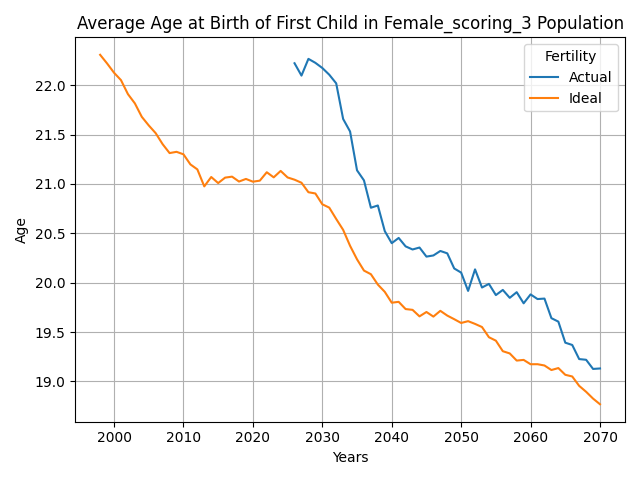 Average Age at Birth of First Child in Female_scoring_3 Population
Fertility
Actual
Ideal
Age
22.0
21.5
21.0
20.5
20.0
19.5
19.0
2000 2010 2020 2030 2040 2050 2060 2070
Years